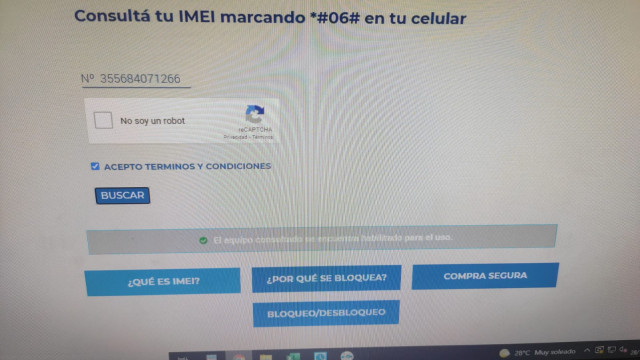 Consultá tu IMEI marcando *#06# en tu celular
Nº 355684071266
No soy un robot
reCAPTCHA
Privacidad - Términos
ACEPTO TERMINOS Y CONDICIONES
BUSCAR
El equipo consultado se encuentra habilitado para el uso.
¿QUÉ ES IMEI?
¿POR QUÉ SE BLOQUEA?
COMPRA SEGURA
BLOQUEO/DESBLOQUEO
28°C Muy soleado